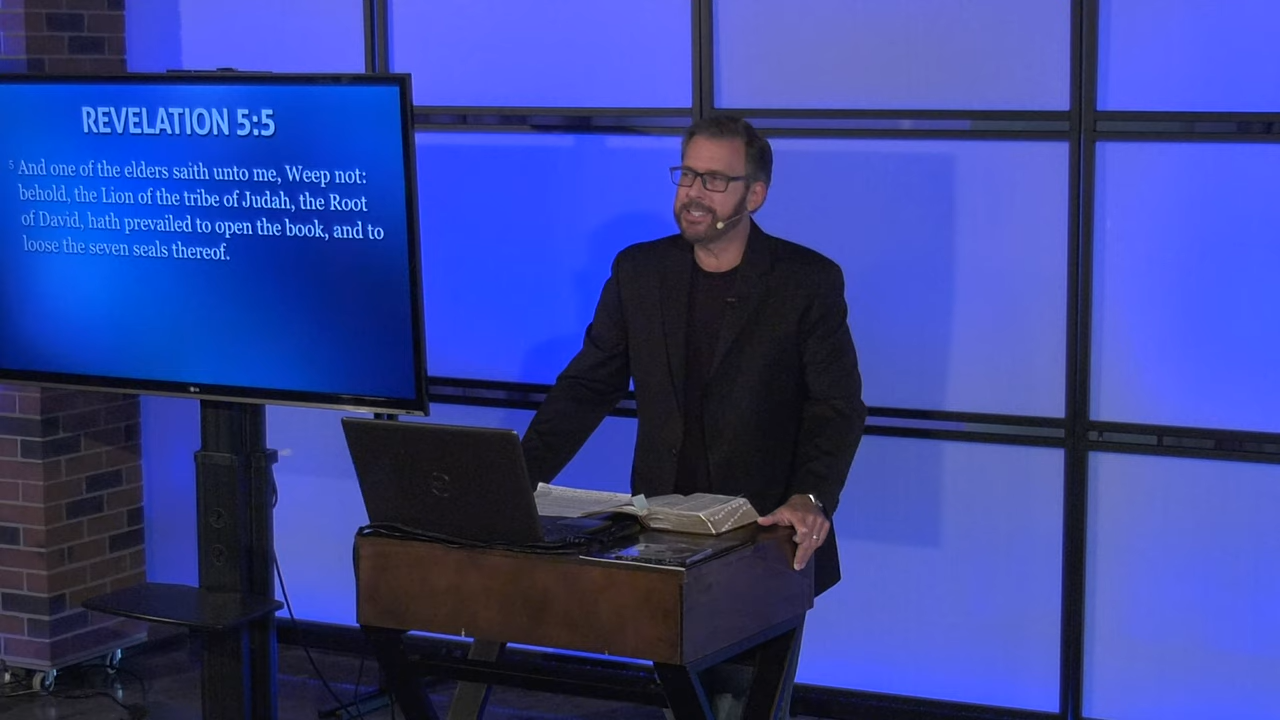 REVELATION 5:5
5 And one of the elders saith unto me, Weep not:
behold, the Lion of the tribe of Judah, the Root
of David, hath prevailed to open the book, and to
loose the seven seals thereof.
LG